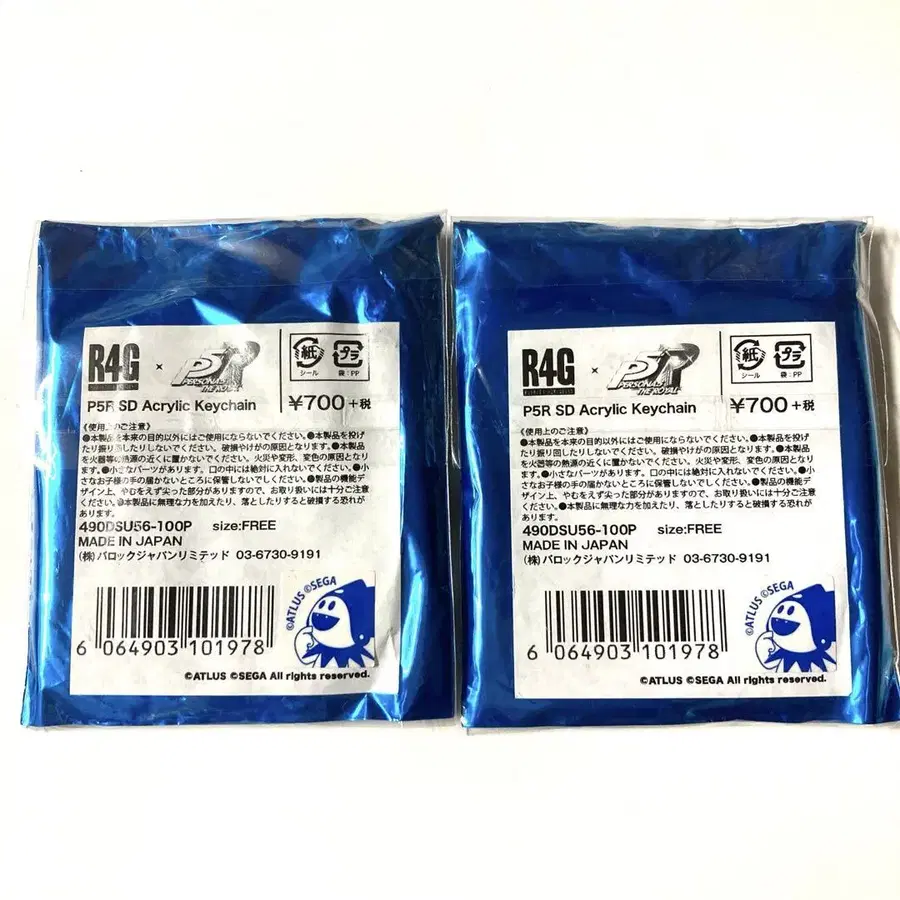 R4G × P5R PERSONA5 THE ROYAL
紙 シール プラ 袋:PP
P5R SD Acrylic Keychain ¥700+税
《使用上のご注意》
●本製品を本来の目的以外にはご使用にならないでください。●本製品を投げ
たり振り回したりしないでください。破損やけがの原因となります。●本製品
を火器等の熱源の近くに置かないでください。火災や変形、変色の原因となりま
す。●小さなパーツがあります。口の中には絶対に入れないでください。●小
さなお子様の手の届かないところに保管しないでしください。●製品の機能デ
ザイン上、やむをえず尖った部分がありますので、お取り扱いには十分ご注意
ください。●本製品に無理な力を加えたり、落としたりすると破損する恐れが
あります。
490DSU56-100P size:FREE
MADE IN JAPAN
(株)バロックジャパンリミテッド 03-6730-9191
©ATLUS ©SEGA
6 064903 101978
©ATLUS ©SEGA All rights reserved.
R4G × P5R PERSONA5 THE ROYAL
紙 シール プラ 袋:PP
P5R SD Acrylic Keychain ¥700+税
《使用上のご注意》
●本製品を本来の目的以外にはご使用にならないでください。●本製品を投げ
たり振り回したりしないでください。破損やけがの原因となります。●本製品
を火器等の熱源の近くに置かないでください。火災や変形、変色の原因となりま
す。●小さなパーツがあります。口の中には絶対に入れないでください。●小
さなお子様の手の届かないところに保管しないでしください。●製品の機能
デザイン上、やむをえず尖った部分がありますので、お取り扱いには十分ご注意
ください。●本製品に無理な力を加えたり、落としたりすると破損する恐れが
あります。
490DSU56-100P size:FREE
MADE IN JAPAN
(株)バロックジャパンリミテッド 03-6730-9191
©ATLUS ©SEGA
6 064903 101978
©ATLUS ©SEGA All rights reserved.